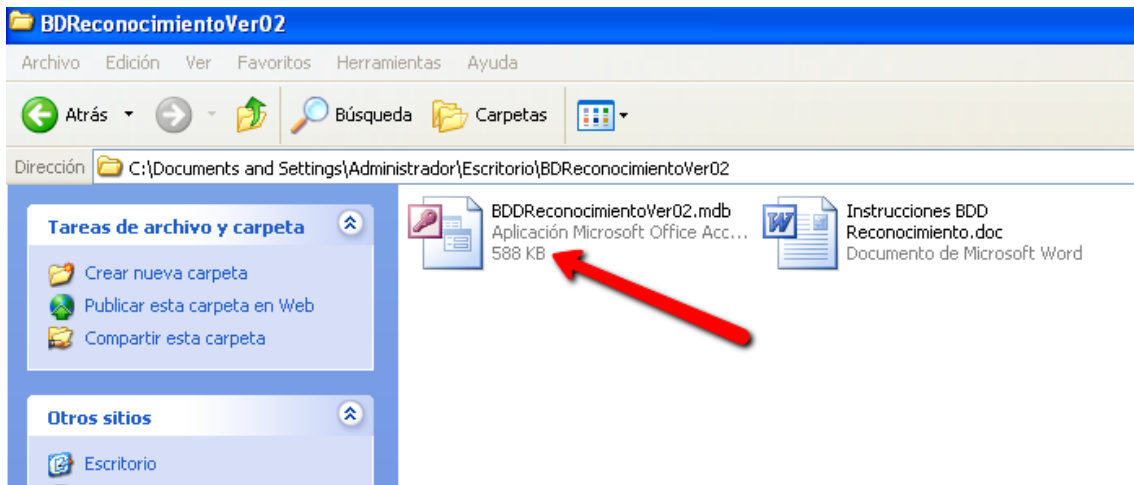 BDReconocimientoVer02
Archivo Edición Ver Favoritos Herramientas Ayuda
Atrás Búsqueda Carpetas
Dirección C:\Documents and Settings\Administrador\Escritorio\BDReconocimientoVer02
Tareas de archivo y carpeta
Crear nueva carpeta
Publicar esta carpeta en Web
Compartir esta carpeta
Otros sitios
Escritorio
BDDReconocimientoVer02.mdb
Aplicación Microsoft Office Acc...
588 KB
Instrucciones BDD
Reconocimiento.doc
Documento de Microsoft Word